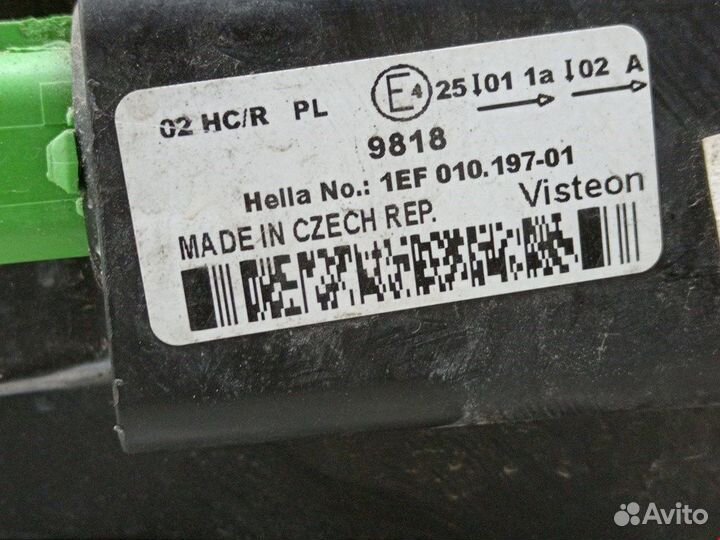 02 HC/R PL E4 25 01 1a 02 A
9818
Hella No.: 1EF 010.197-01
Visteon
MADE IN CZECH REP.
Avito